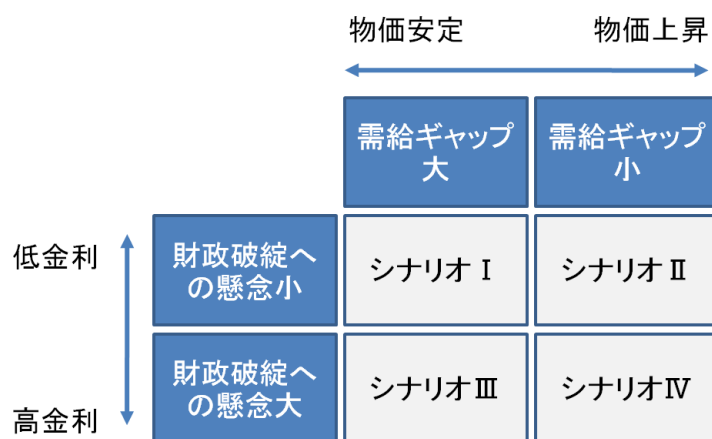 物価安定 物価上昇
需給ギャップ 需給ギャップ
大 小
低金利 財政破綻へ シナリオⅠ シナリオⅡ
の懸念小
財政破綻へ シナリオⅢ シナリオⅣ
の懸念大
高金利